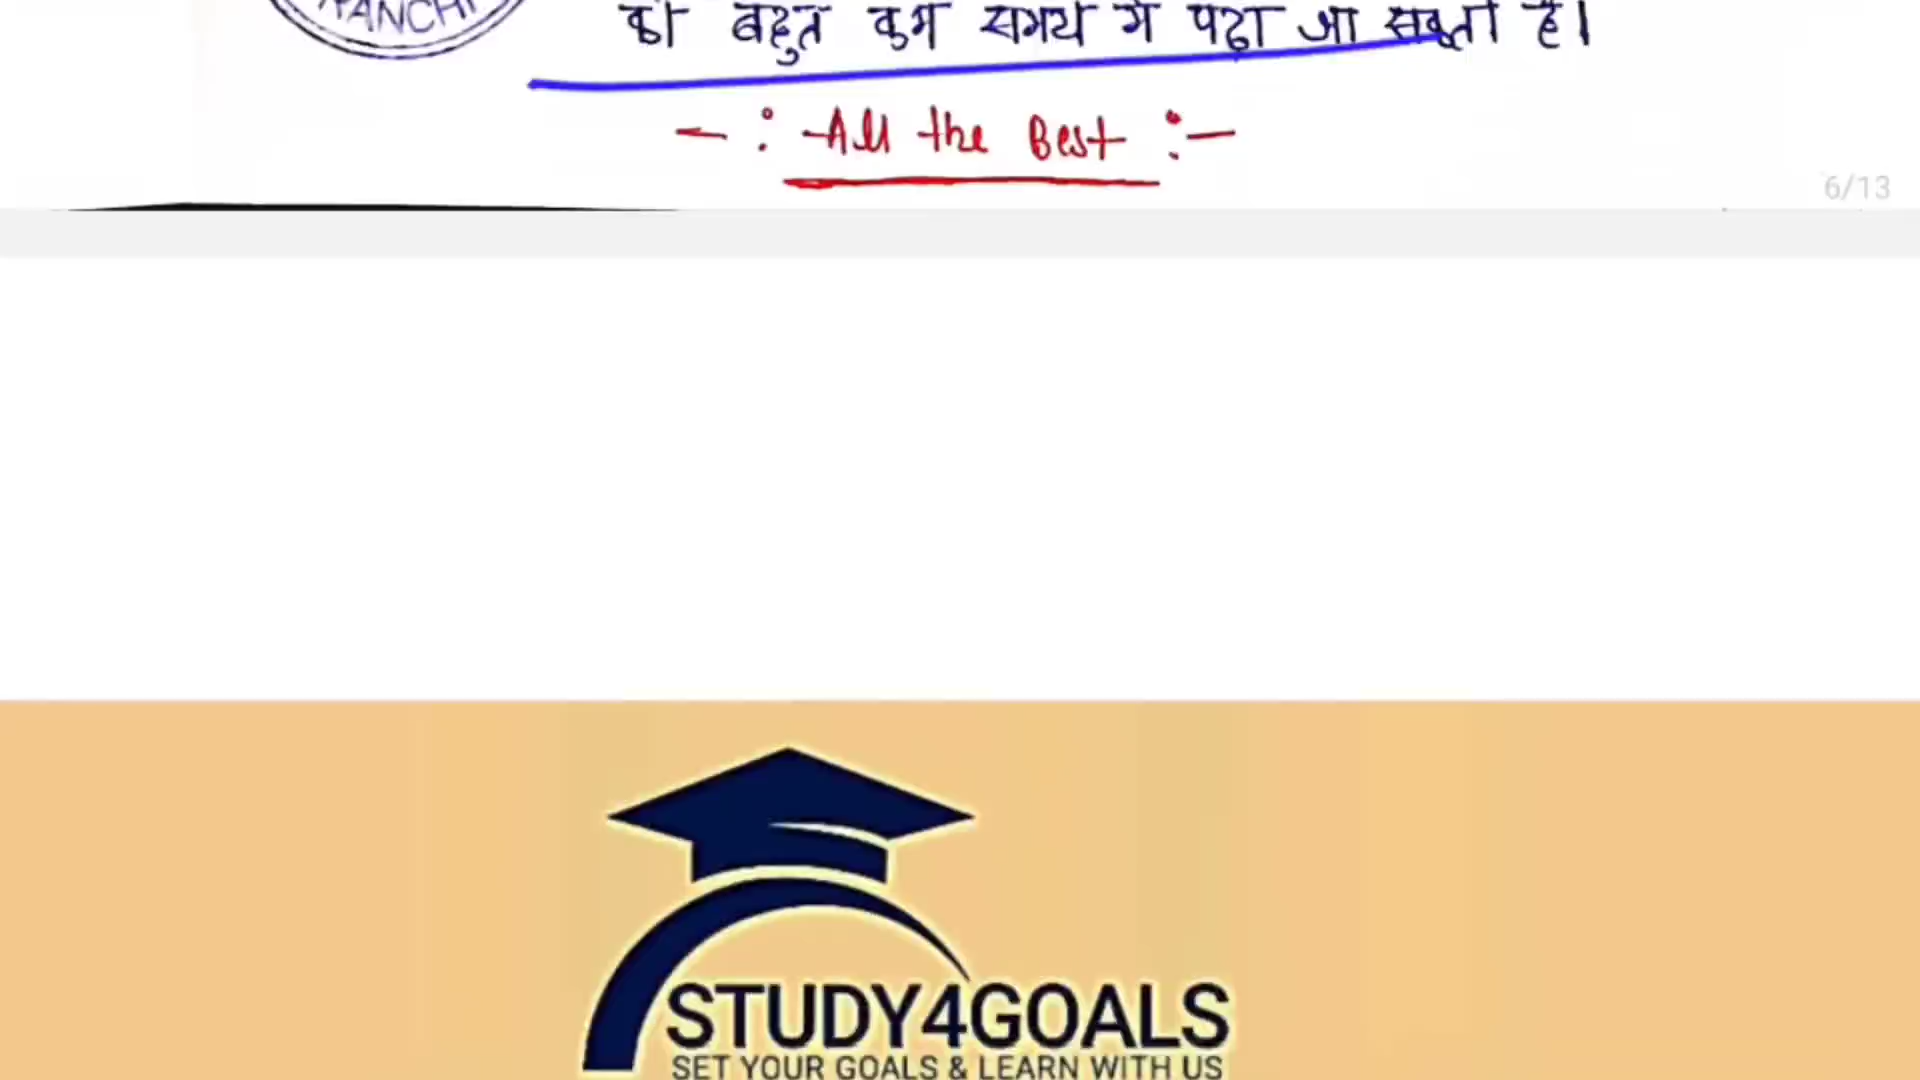 RANCHI
को बहुत कम समय में पढ़ा जा सकता है।
-: All the Best :-
6/13
STUDY4GOALS
SET YOUR GOALS & LEARN WITH US